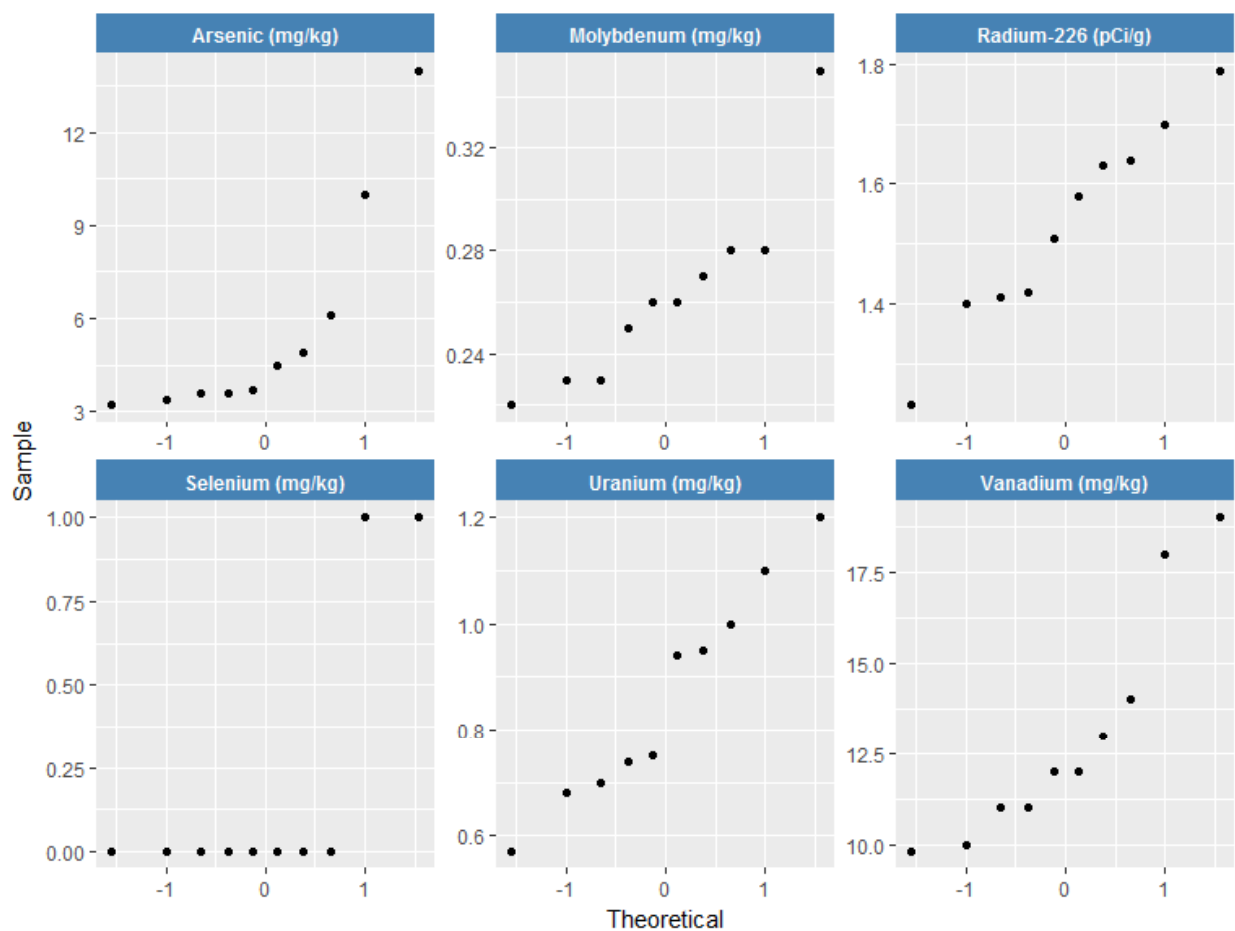 Arsenic (mg/kg)
Molybdenum (mg/kg)
Radium-226 (pCi/g)
12
9
6
3
-1 0 1
0.32
0.28
0.24
-1 0 1
1.8
1.6
1.4
-1 0 1
Sample
Selenium (mg/kg)
Uranium (mg/kg)
Vanadium (mg/kg)
1.00
0.75
0.50
0.25
0.00
-1 0 1
1.2
1.0
0.8
0.6
-1 0 1
17.5
15.0
12.5
10.0
-1 0 1
Theoretical